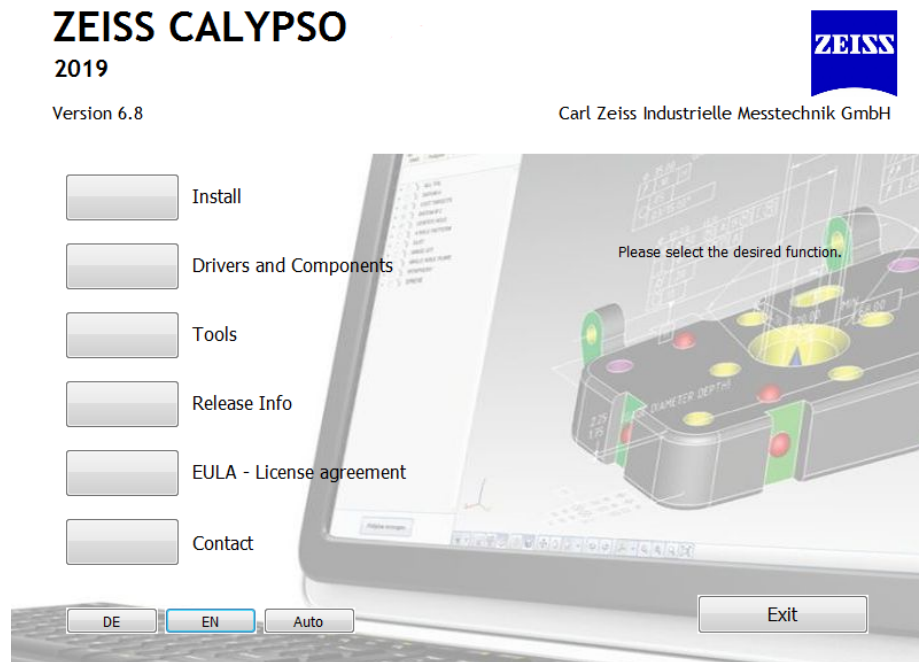 ZEISS CALYPSO
2019
ZEISS
Version 6.8
Carl Zeiss Industrielle Messtechnik GmbH
Install
Please select the desired function.
Drivers and Components
Tools
Release Info
EULA - License agreement
Contact
DE
EN
Auto
Exit